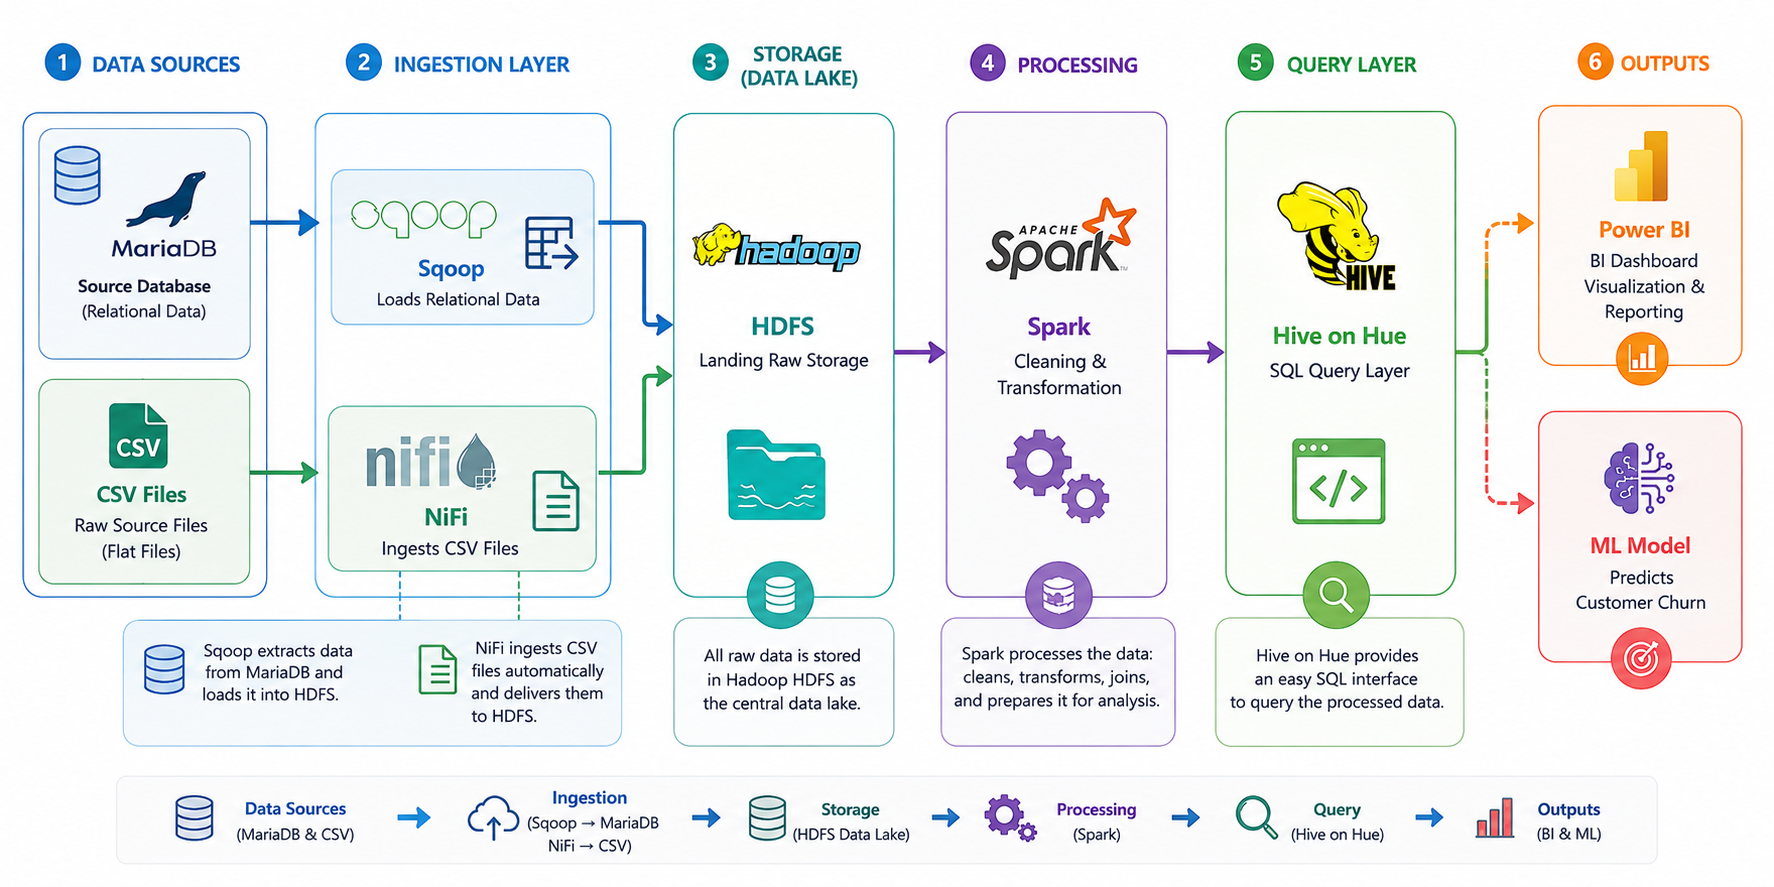 1 DATA SOURCES
2 INGESTION LAYER
3 STORAGE
(DATA LAKE)
4 PROCESSING
5 QUERY LAYER
6 OUTPUTS
MariaDB
Source Database
(Relational Data)
CSV
CSV Files
Raw Source Files
(Flat Files)
sqoop
Sqoop
Loads Relational Data
nifi
NiFi
Ingests CSV Files
Sqoop extracts data
from MariaDB and
loads it into HDFS.
NiFi ingests CSV
files automatically
and delivers them
to HDFS.
hadoop
HDFS
Landing Raw Storage
All raw data is stored
in Hadoop HDFS as
the central data lake.
APACHE
Spark
TM
Spark
Cleaning &
Transformation
Spark processes the data:
cleans, transforms, joins,
and prepares it for analysis.
HIVE
Hive on Hue
SQL Query Layer
</>
Hive on Hue provides
an easy SQL interface
to query the processed data.
Power BI
BI Dashboard
Visualization &
Reporting
ML Model
Predicts
Customer Churn
Data Sources
(MariaDB & CSV)
Ingestion
(Sqoop → MariaDB
NiFi → CSV)
Storage
(HDFS Data Lake)
Processing
(Spark)
Query
(Hive on Hue)
Outputs
(BI & ML)